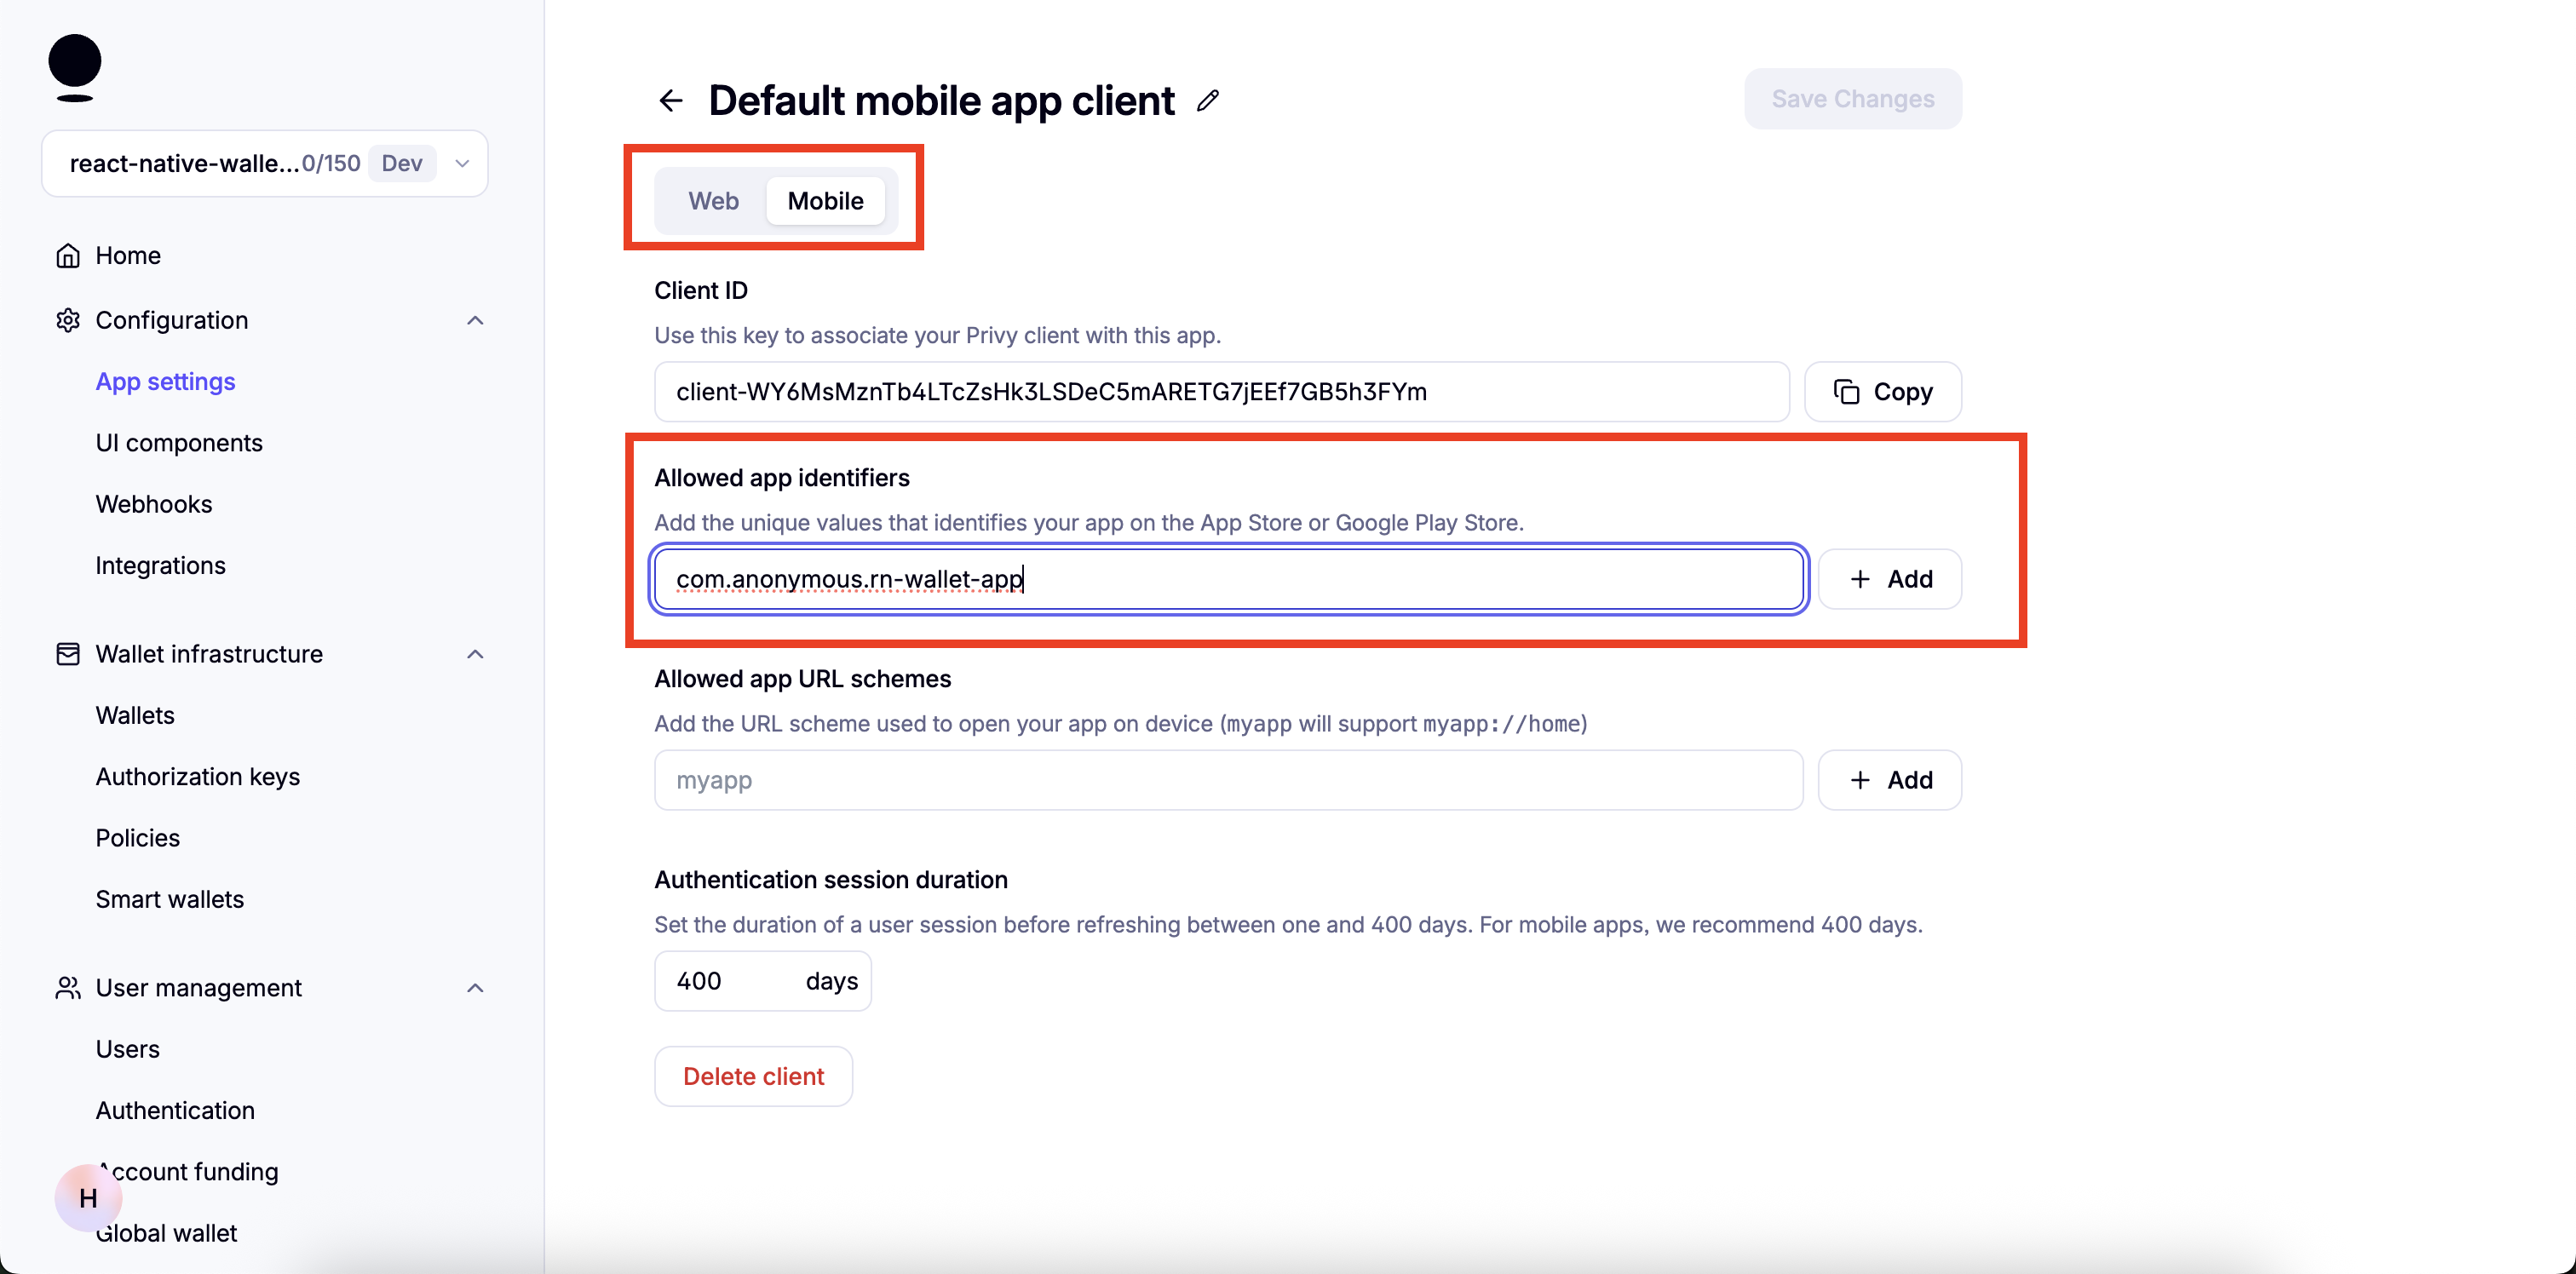 react-native-walle...0/150 Dev
Home
Configuration
App settings
UI components
Webhooks
Integrations
Wallet infrastructure
Wallets
Authorization keys
Policies
Smart wallets
User management
Users
Authentication
Account funding
Global wallet
H
Default mobile app client
Save Changes
Web Mobile
Client ID
Use this key to associate your Privy client with this app.
client-WY6MsMznTb4LTcZsHk3LSDeC5mARETG7jEEf7GB5h3FYm
Copy
Allowed app identifiers
Add the unique values that identifies your app on the App Store or Google Play Store.
com.anonymous.rn-wallet-app
+ Add
Allowed app URL schemes
Add the URL scheme used to open your app on device (myapp will support myapp://home)
myapp
+ Add
Authentication session duration
Set the duration of a user session before refreshing between one and 400 days. For mobile apps, we recommend 400 days.
400 days
Delete client